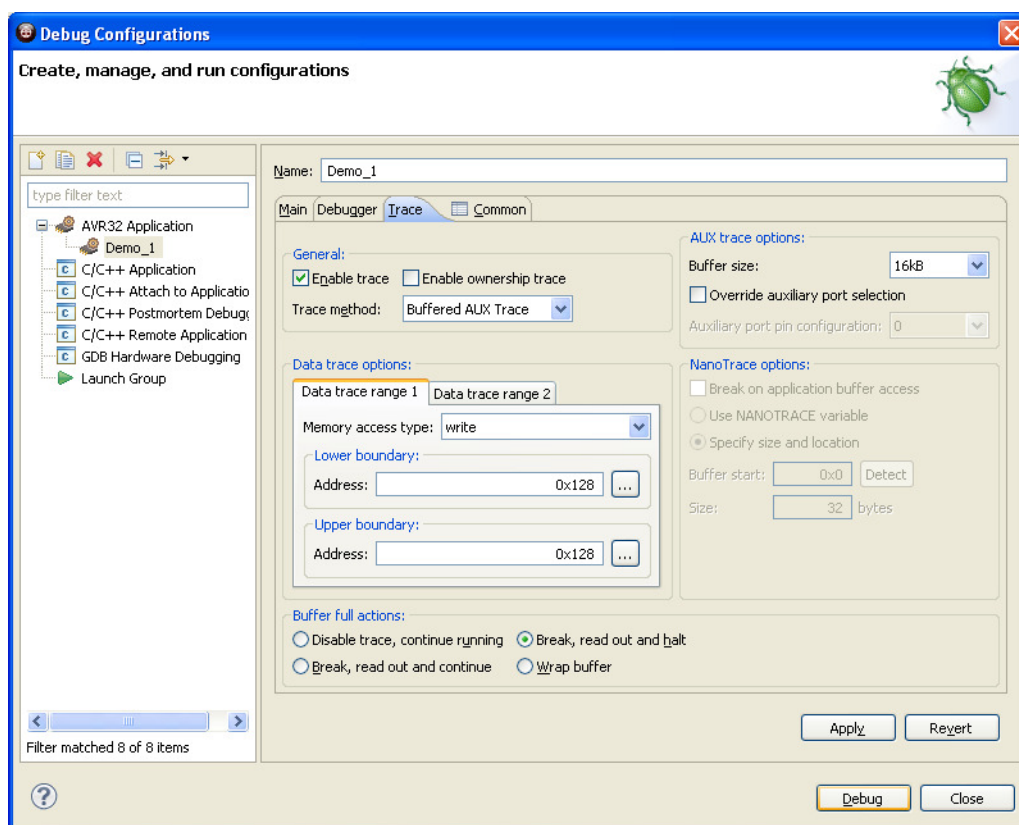 Debug Configurations
Create, manage, and run configurations
type filter text
AVR32 Application
Demo_1
C/C++ Application
C/C++ Attach to Applicatio
C/C++ Postmortem Debugg
C/C++ Remote Application
GDB Hardware Debugging
Launch Group
Filter matched 8 of 8 items
Name: Demo_1
Main Debugger Trace Common
General:
Enable trace Enable ownership trace
Trace method: Buffered AUX Trace
AUX trace options:
Buffer size: 16kB
Override auxiliary port selection
Auxiliary port pin configuration: 0
Data trace options:
Data trace range 1 Data trace range 2
Memory access type: write
Lower boundary:
Address: 0x128 ...
Upper boundary:
Address: 0x128 ...
NanoTrace options:
Break on application buffer access
Use NANOTRACE variable
Specify size and location
Buffer start: 0x0 Detect
Size: 32 bytes
Buffer full actions:
Disable trace, continue running Break, read out and halt
Break, read out and continue Wrap buffer
Apply Revert
? Debug Close